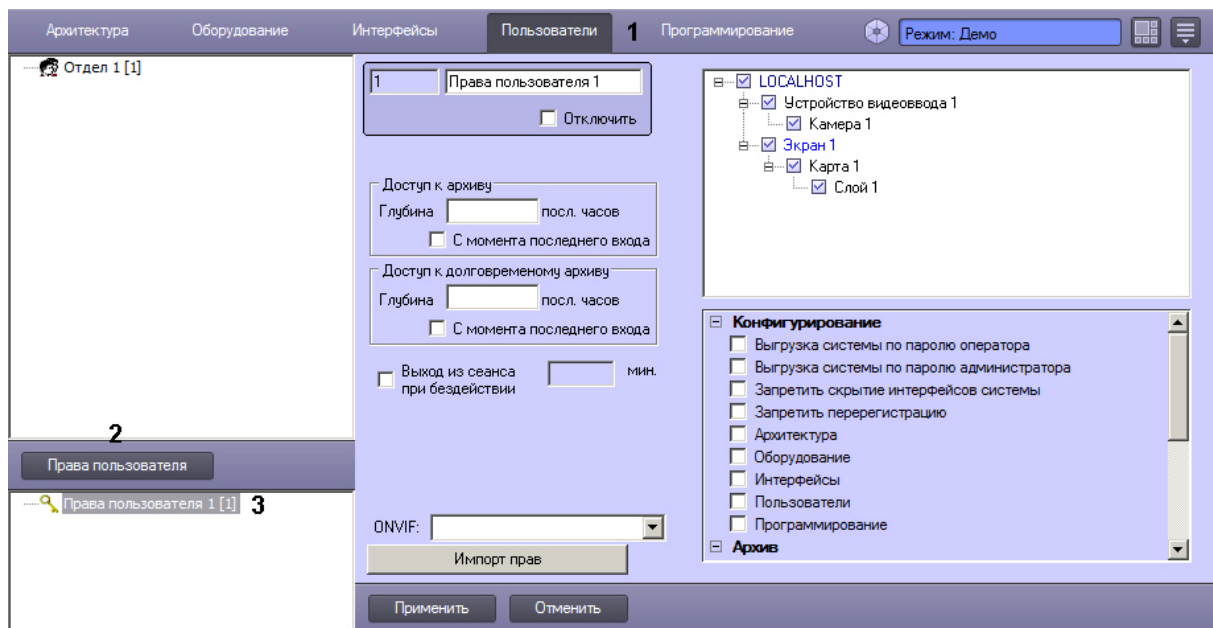 Архитектура
Оборудование
Интерфейсы
Пользователи
1
Программирование
Режим: Демо
Отдел 1 [1]
2
Права пользователя
Права пользователя 1 [1]
3
1
Права пользователя 1
Отключить
Доступ к архиву
Глубина
посл. часов
С момента последнего входа
Доступ к долговременому архиву
Глубина
посл. часов
С момента последнего входа
Выход из сеанса
при бездействии
мин.
ONVIF:
Импорт прав
Применить
Отменить
LOCALHOST
Устройство видеоввода 1
Камера 1
Экран 1
Карта 1
Слой 1
Конфигурирование
Выгрузка системы по паролю оператора
Выгрузка системы по паролю администратора
Запретить скрытие интерфейсов системы
Запретить перерегистрацию
Архитектура
Оборудование
Интерфейсы
Пользователи
Программирование
Архив